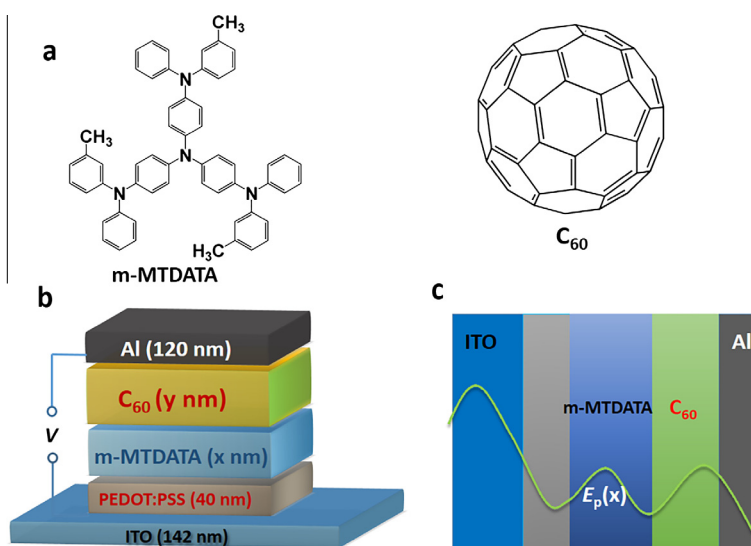 a
CH₃
N
CH₃
N
N
N
H₃C
m-MTDATA
C₆₀
b
Al (120 nm)
C₆₀ (y nm)
V
m-MTDATA (x nm)
PEDOT:PSS (40 nm)
ITO (142 nm)
c
ITO
Al
m-MTDATA
C₆₀
Eₚ(x)